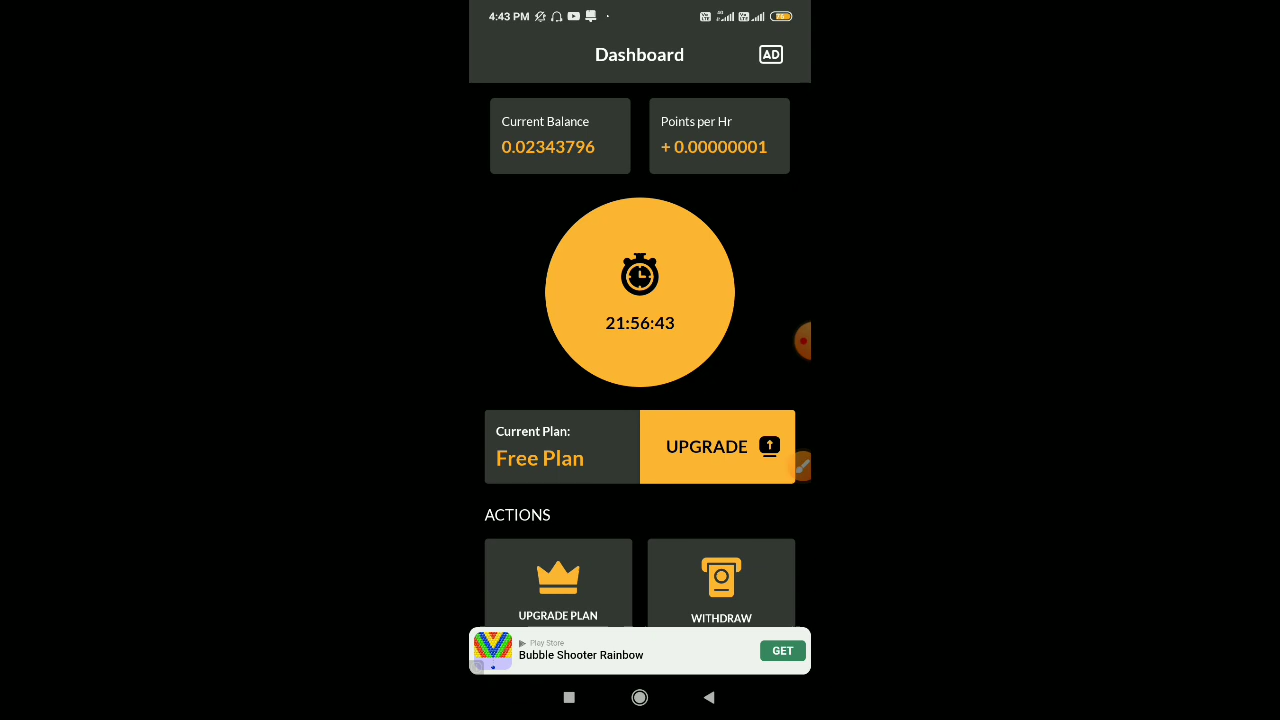 4:43 PM
Dashboard
AD
Current Balance
0.02343796
Points per Hr
+ 0.00000001
21:56:43
Current Plan:
Free Plan
UPGRADE
ACTIONS
UPGRADE PLAN
WITHDRAW
Play Store
Bubble Shooter Rainbow
GET